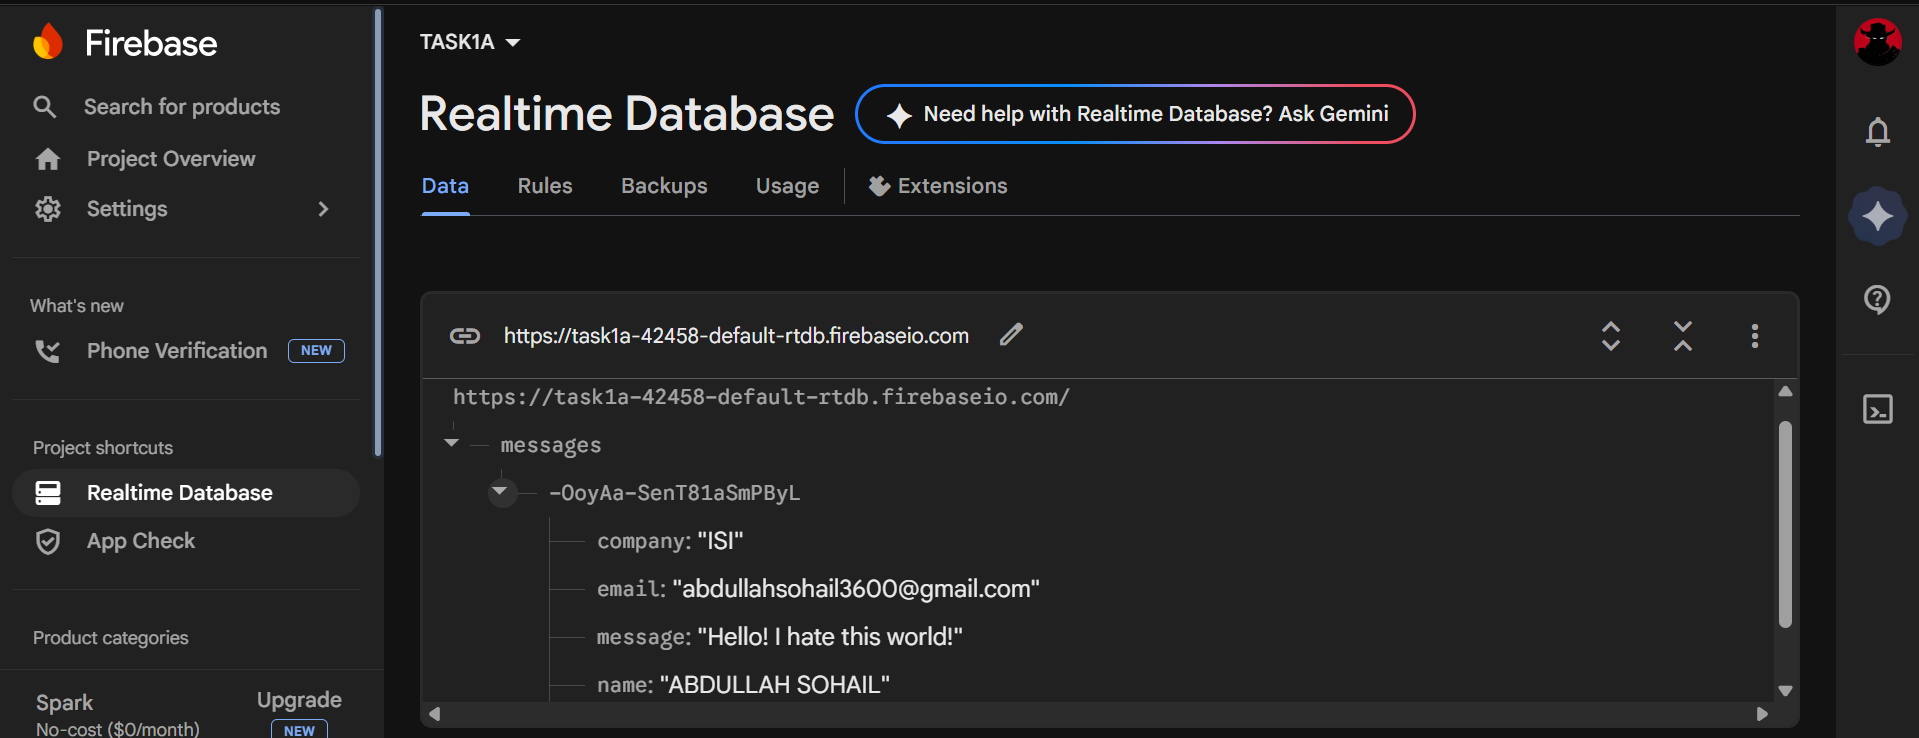 Firebase
Search for products
Project Overview
Settings
What's new
Phone Verification NEW
Project shortcuts
Realtime Database
App Check
Product categories
Spark
No-cost ($0/month)
Upgrade
NEW
TASK1A
Realtime Database
Need help with Realtime Database? Ask Gemini
Data Rules Backups Usage Extensions
https://task1a-42458-default-rtdb.firebaseio.com
https://task1a-42458-default-rtdb.firebaseio.com/
messages
-OoyAa-SenT81aSmPByL
company: "ISI"
email: "abdullahsohail3600@gmail.com"
message: "Hello! I hate this world!"
name: "ABDULLAH SOHAIL"